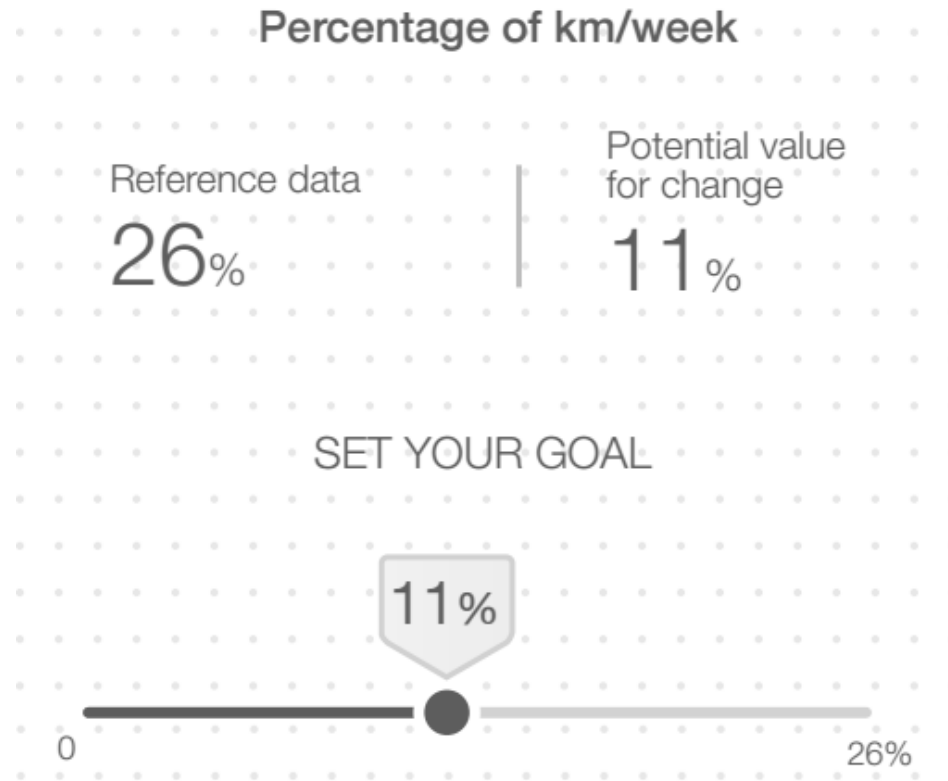 Percentage of km/week
Reference data
26%
Potential value
for change
11%
SET YOUR GOAL
11%
0
26%